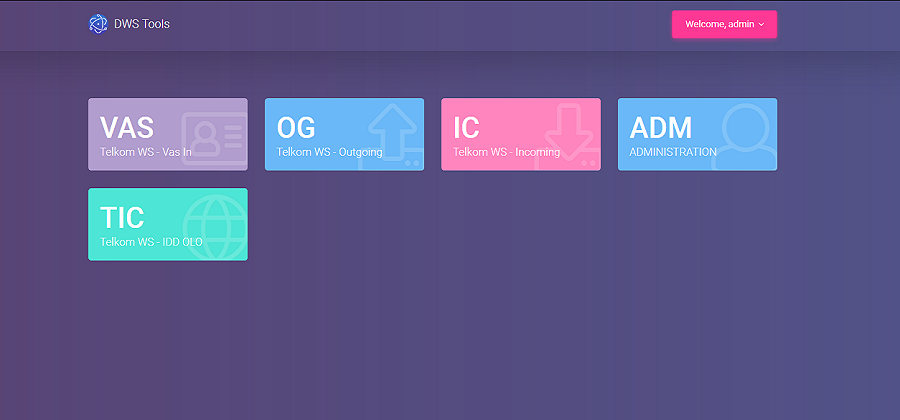 DWS Tools
Welcome, admin
VAS
Telkom WS - Vas In
OG
Telkom WS - Outgoing
IC
Telkom WS - Incoming
ADM
ADMINISTRATION
TIC
Telkom WS - IDD OLO